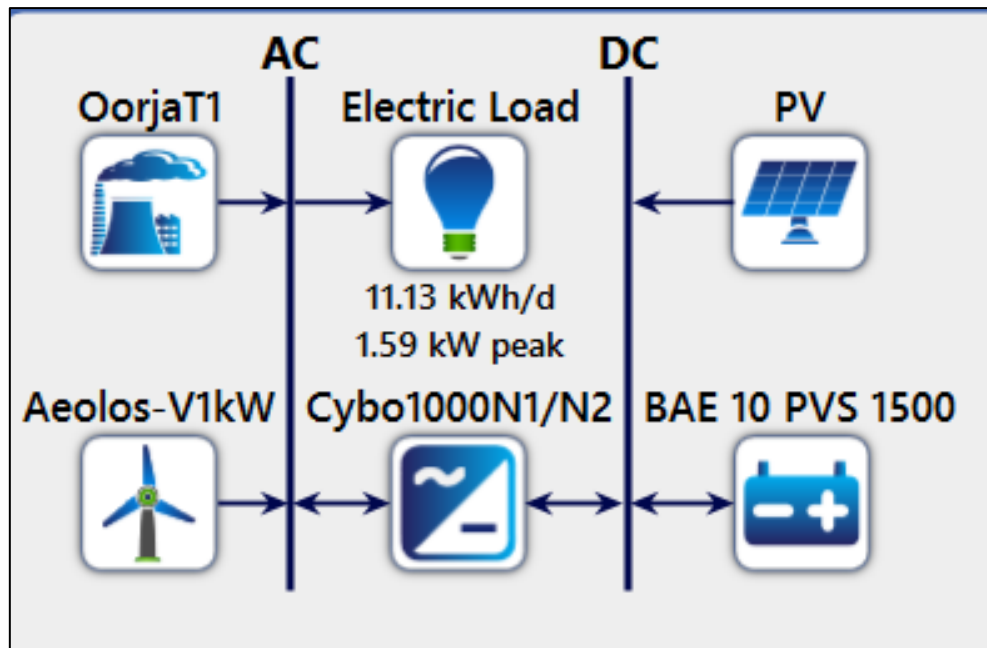 AC
DC
OorjaT1
Electric Load
PV
11.13 kWh/d
1.59 kW peak
Aeolos-V1kW
Cybo1000N1/N2
BAE 10 PVS 1500